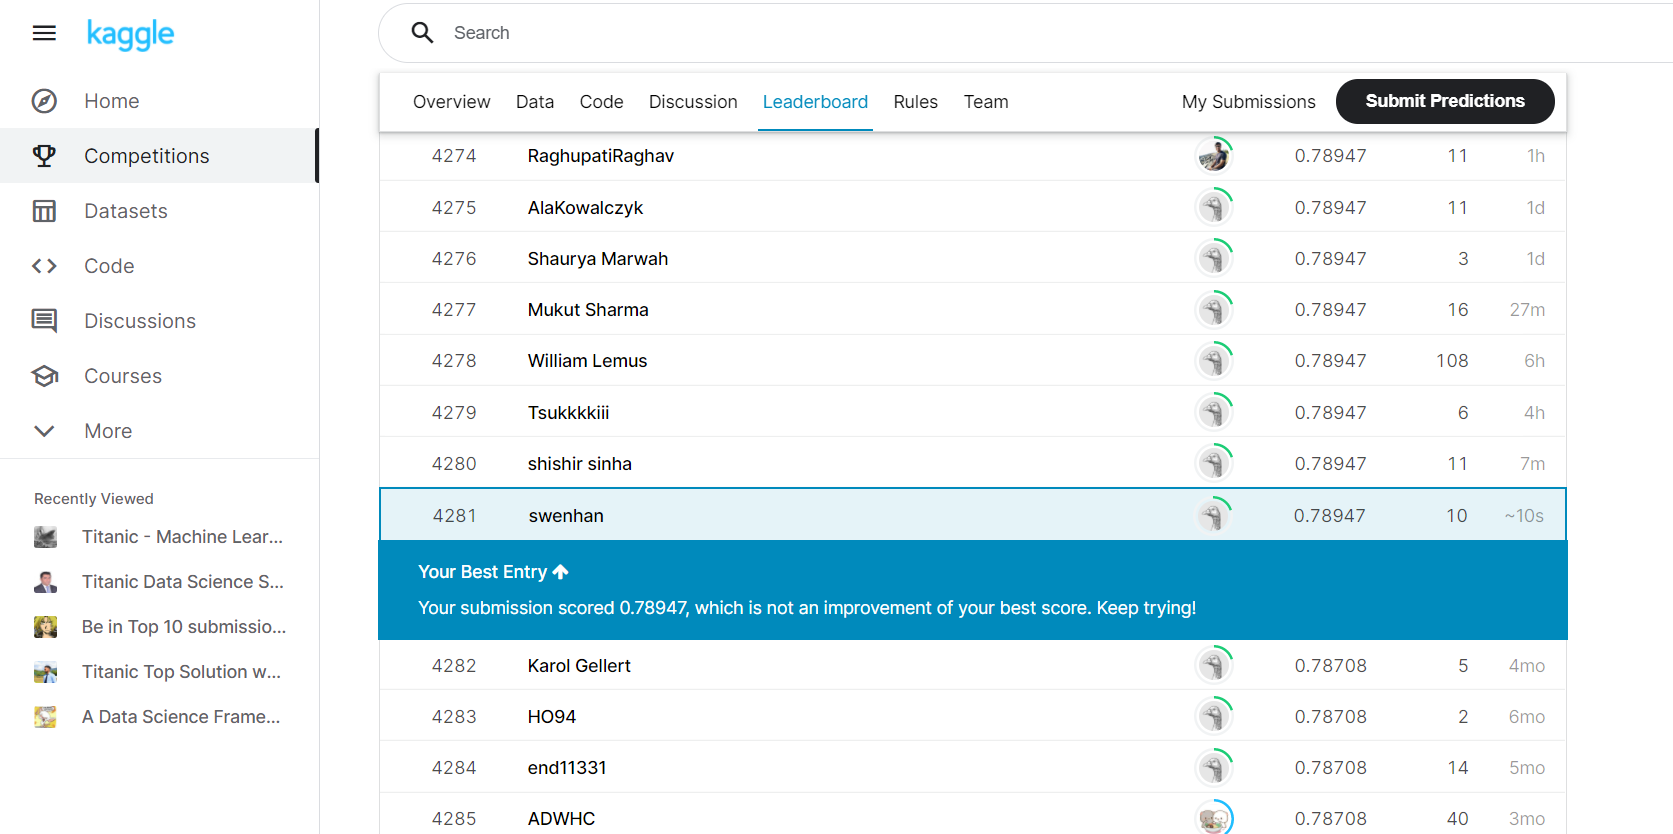 kaggle
Search
Home
Competitions
Datasets
Code
Discussions
Courses
More
Recently Viewed
Titanic - Machine Lear...
Titanic Data Science S...
Be in Top 10 submissio...
Titanic Top Solution w...
A Data Science Frame...
Overview Data Code Discussion Leaderboard Rules Team My Submissions Submit Predictions
4274 RaghupatiRaghav 0.78947 11 1h
4275 AlaKowalczyk 0.78947 11 1d
4276 Shaurya Marwah 0.78947 3 1d
4277 Mukut Sharma 0.78947 16 27m
4278 William Lemus 0.78947 108 6h
4279 Tsukkkkiii 0.78947 6 4h
4280 shishir sinha 0.78947 11 7m
4281 swenhan 0.78947 10 ~10s
Your Best Entry
Your submission scored 0.78947, which is not an improvement of your best score. Keep trying!
4282 Karol Gellert 0.78708 5 4mo
4283 HO94 0.78708 2 6mo
4284 end11331 0.78708 14 5mo
4285 ADWHC 0.78708 40 3mo